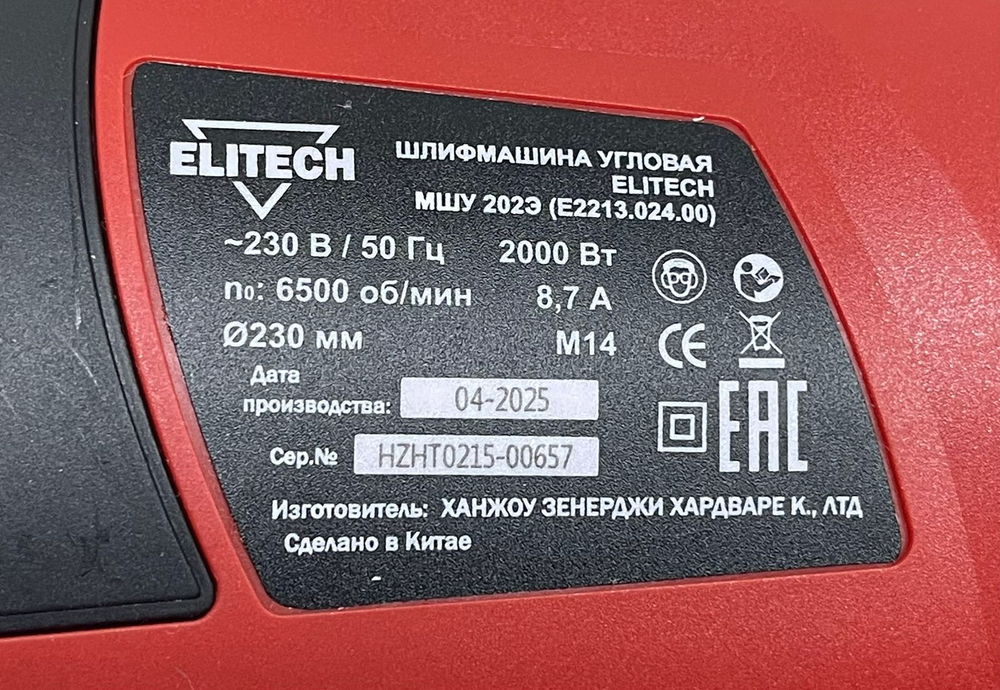 ELITECH
ШЛИФМАШИНА УГЛОВАЯ
ELITECH
МШУ 202Э (E2213.024.00)
~230 В / 50 Гц 2000 Вт
n₀: 6500 об/мин 8,7 А
Ø230 мм M14
Дата
производства: 04-2025
Сер.№ HZHT0215-00657
CE
EAC
Изготовитель: ХАНЖОУ ЗЕНЕРДЖИ ХАРДВАРЕ К., ЛТД
Сделано в Китае